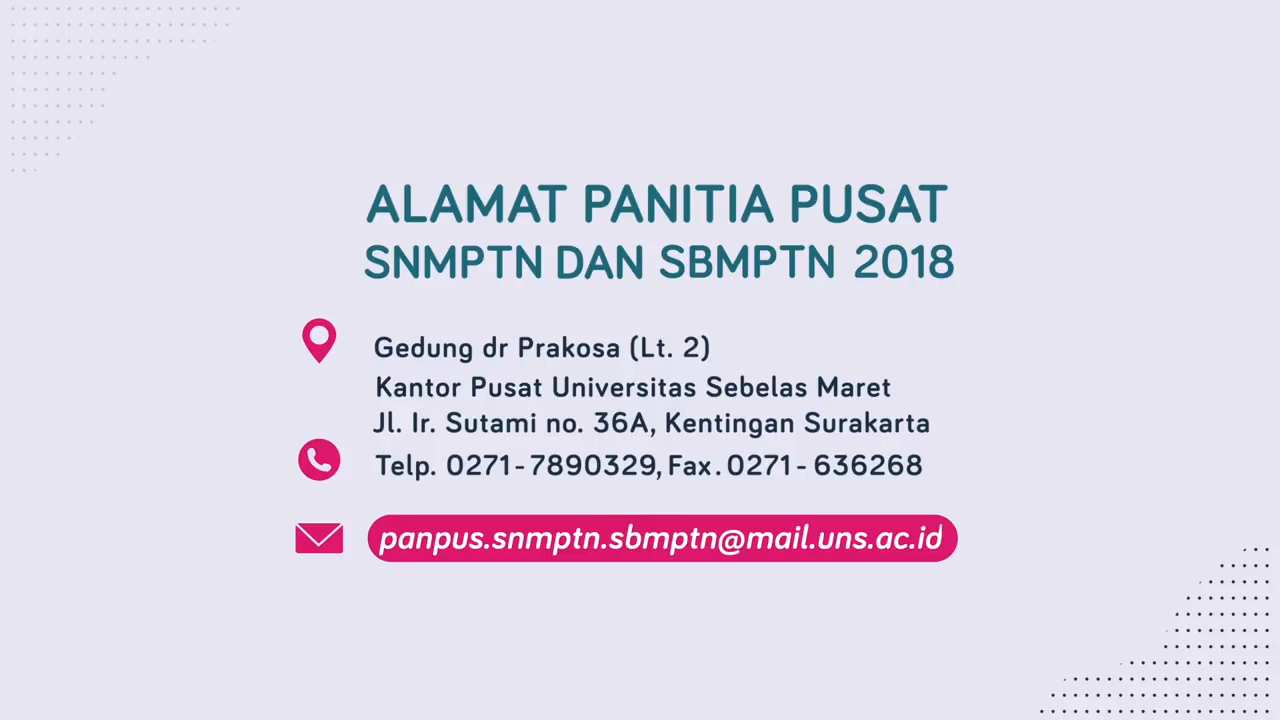 ALAMAT PANITIA PUSAT
SNMPTN DAN SBMPTN 2018
Gedung dr Prakosa (Lt. 2)
Kantor Pusat Universitas Sebelas Maret
Jl. Ir. Sutami no. 36A, Kentingan Surakarta
Telp. 0271-7890329, Fax. 0271-636268
panpus.snmptn.sbmptn@mail.uns.ac.id